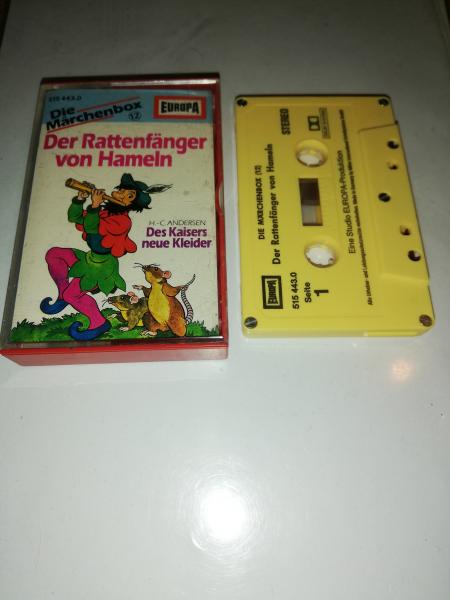 515 443.0
Die
Märchenbox
12
EUROPA
Der Rattenfänger
von Hameln
H.-C. ANDERSEN
Des Kaisers
neue Kleider
STEREO
DIE MÄRCHENBOX (12)
Der Rattenfänger von Hameln
EUROPA
515 443.0
Seite
1
Eine Studio EUROPA-Produktion